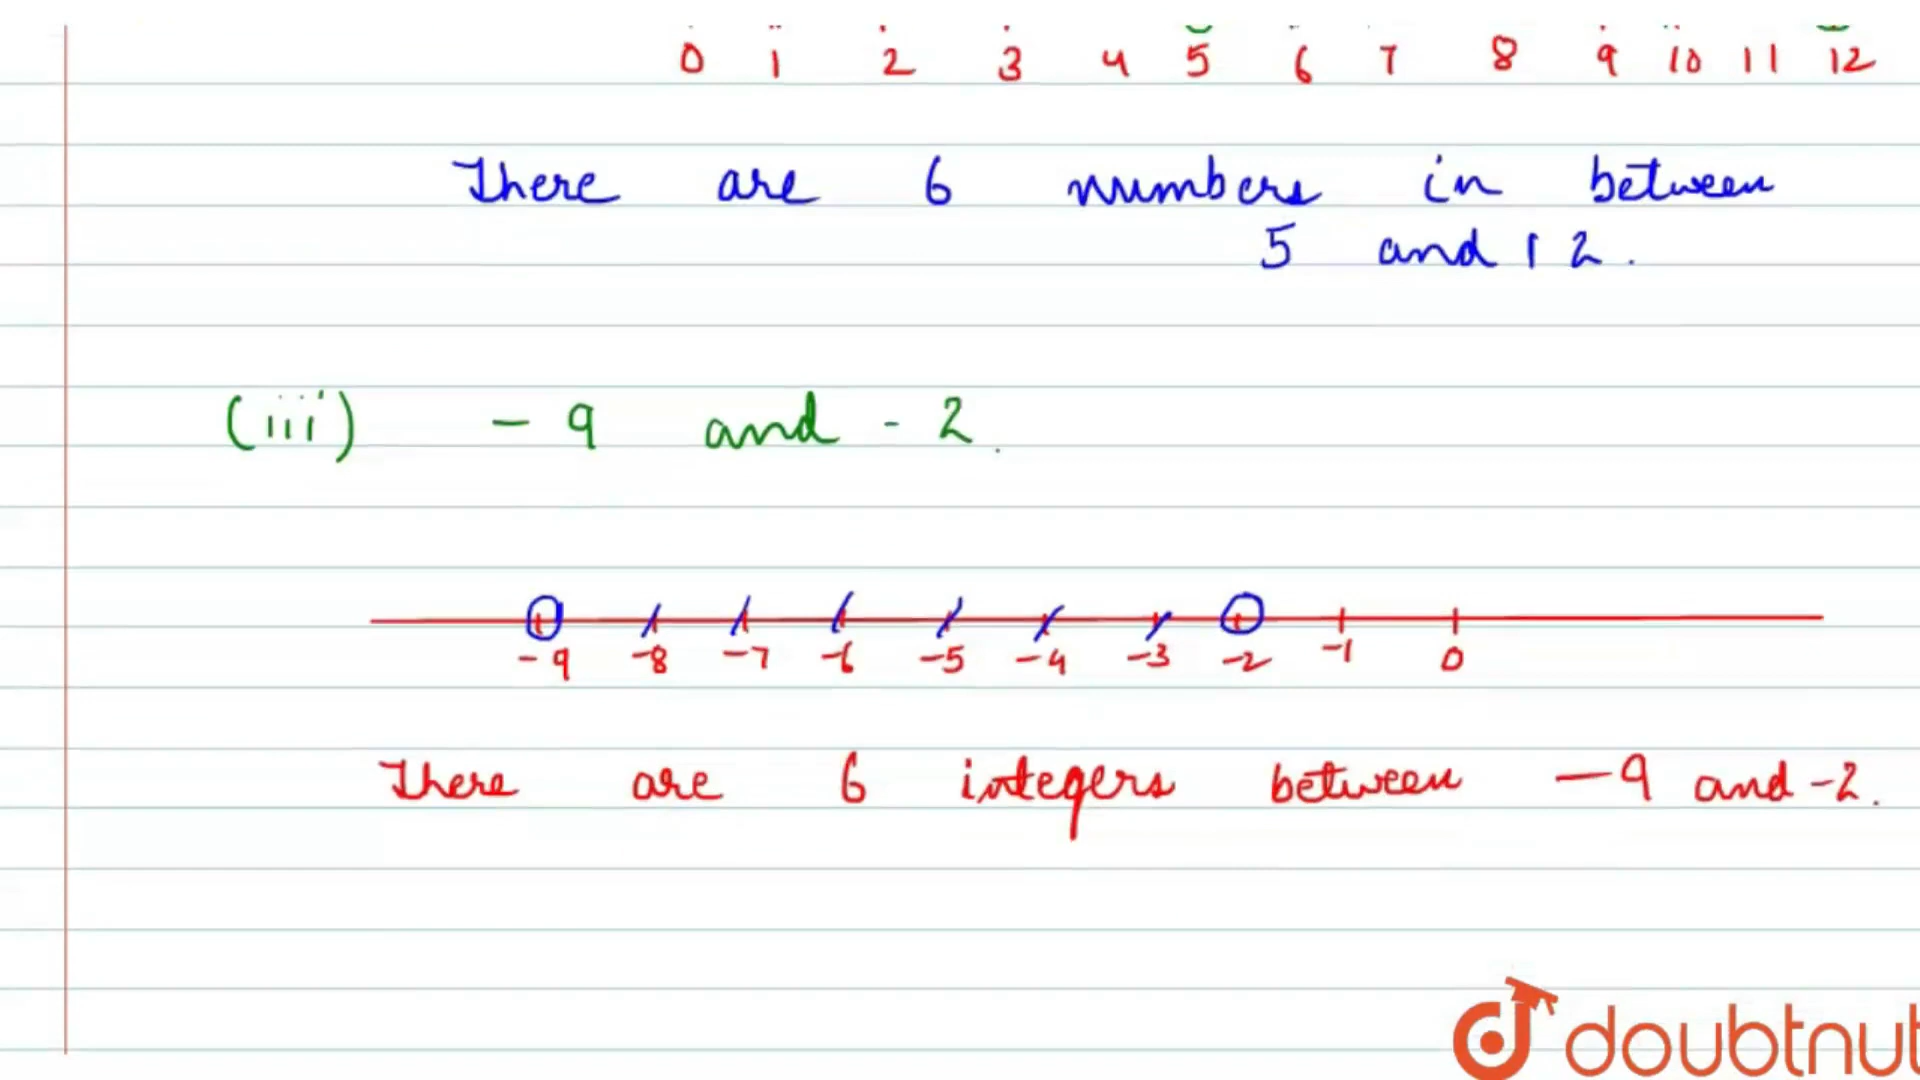 0 1 2 3 4 5 6 7 8 9 10 11 12
There are 6 numbers in between
5 and 12.
(iii) - 9 and - 2.
-9 -8 -7 -6 -5 -4 -3 -2 -1 0
There are 6 integers between -9 and -2.
doubtnut